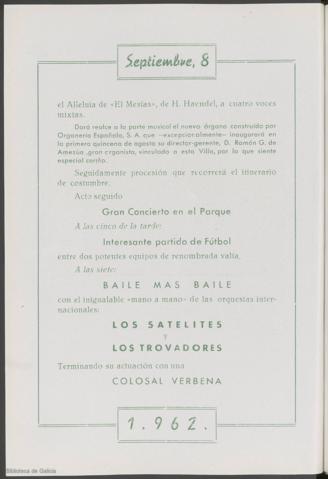 Septiembre, 8
el Alleluia de «El Mesías», de H. Haendel, a cuatro voces
mixtas.
Dará realce a la parte musical el nuevo órgano construido por
Organería Española, S. A. que —excepcionalmente— inaugurará en
la primera quincena de agosto su director-gerente, D. Ramón G. de
Amezúa ,gran organista, vinculado a esta Villa, por la que siente
especial cariño.
Seguidamente procesión que recorrerá el itinerario
de costumbre.
Acto seguido
Gran Concierto en el Parque
A las cinco de la tarde:
Interesante partido de Fútbol
entre dos potentes equipos de renombrada valía.
A las siete:
BAILE MAS BAILE
con el inigualable «mano a mano» de las orquestas inter-
nacionales:
LOS SATELITES
Y
LOS TROVADORES
Terminando su actuación con una
COLOSAL VERBENA
1.962.
Biblioteca de Galicia